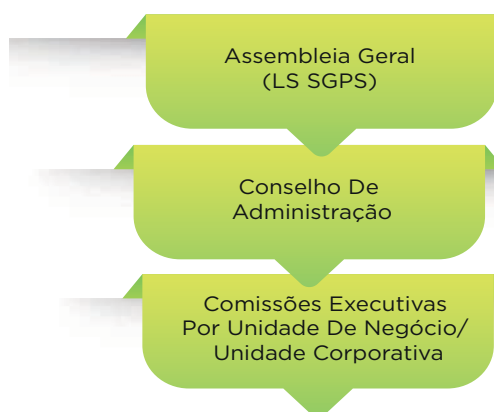 Assembleia Geral
(LS SGPS)
Conselho De
Administração
Comissões Executivas
Por Unidade De Negócio/
Unidade Corporativa